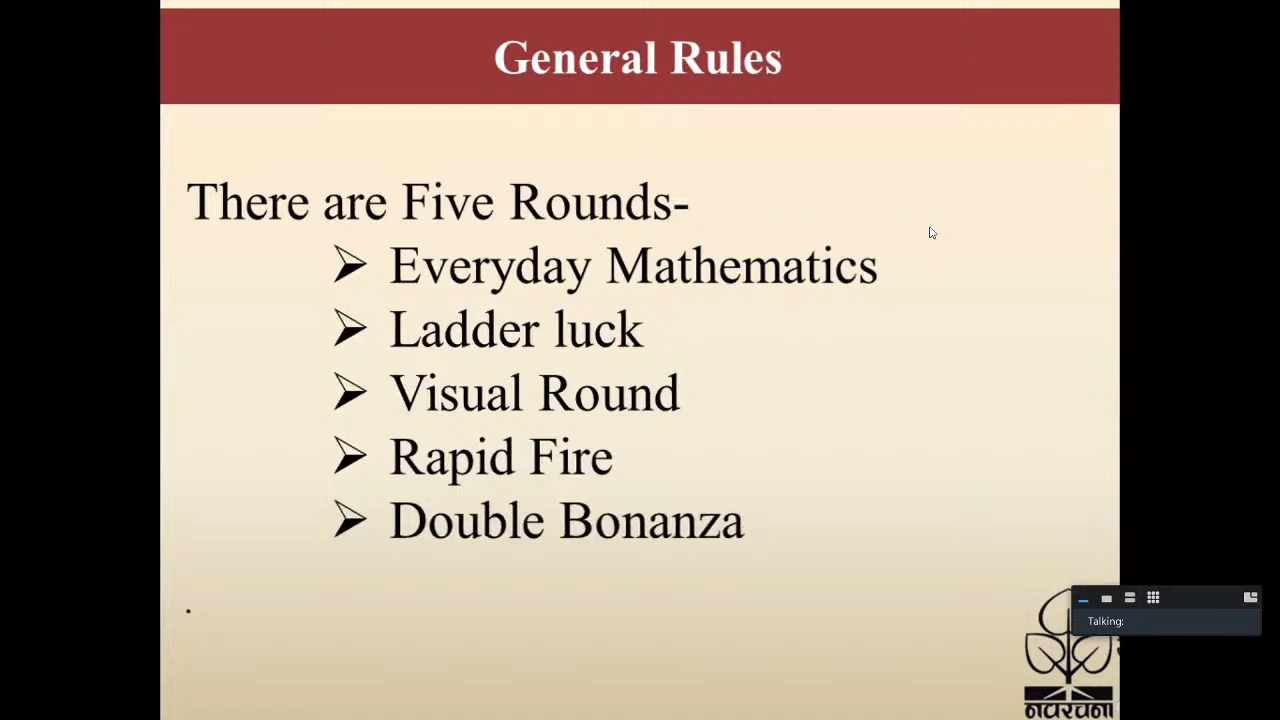 General Rules
There are Five Rounds-
➢ Everyday Mathematics
➢ Ladder luck
➢ Visual Round
➢ Rapid Fire
➢ Double Bonanza
.
Talking:
नवरचना